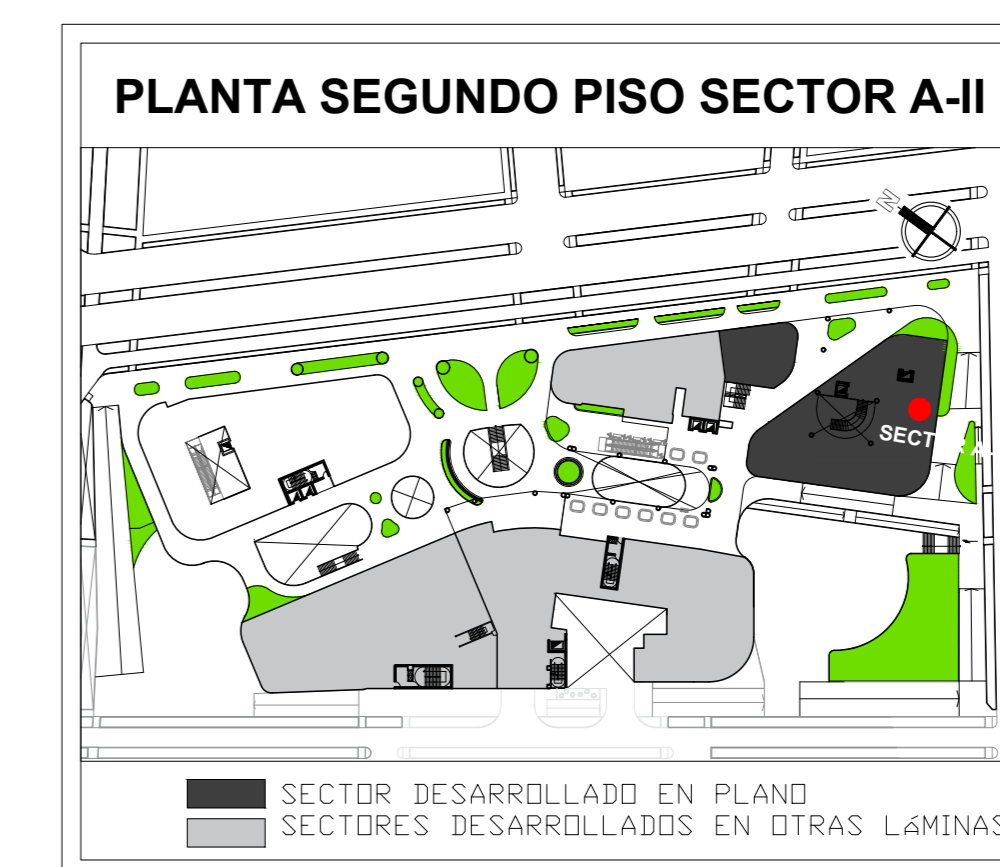 PLANTA SEGUNDO PISO SECTOR A-II
N
SECT
SECTOR DESARROLLADO EN PLANO
SECTORES DESARROLLADOS EN OTRAS LáMINAS